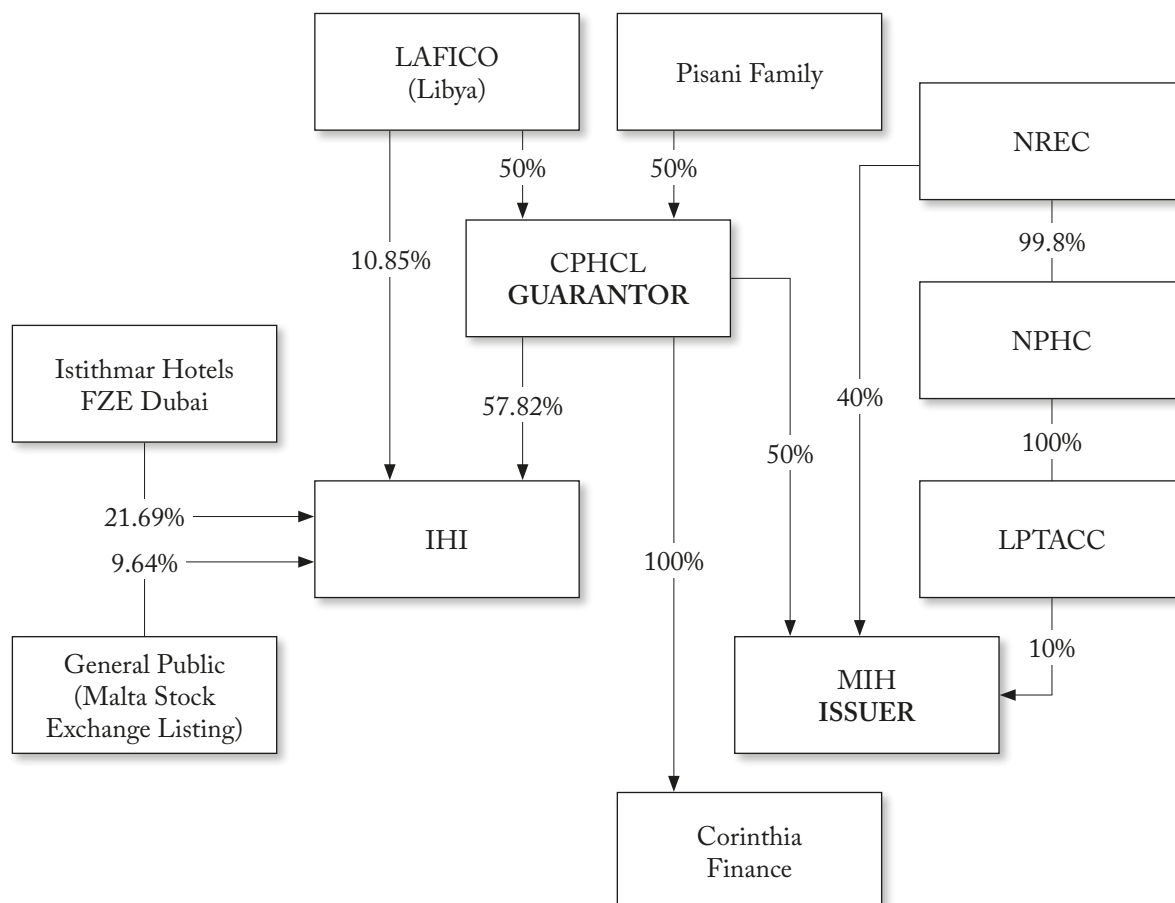 LAFICO
(Libya)
Pisani Family
NREC
50%
50%
99.8%
10.85%
CPHCL
GUARANTOR
NPHC
Istithmar Hotels
FZE Dubai
57.82%
40%
50%
100%
21.69%
9.64%
IHI
100%
LPTACC
General Public
(Malta Stock
Exchange Listing)
MIH
ISSUER
10%
Corinthia
Finance